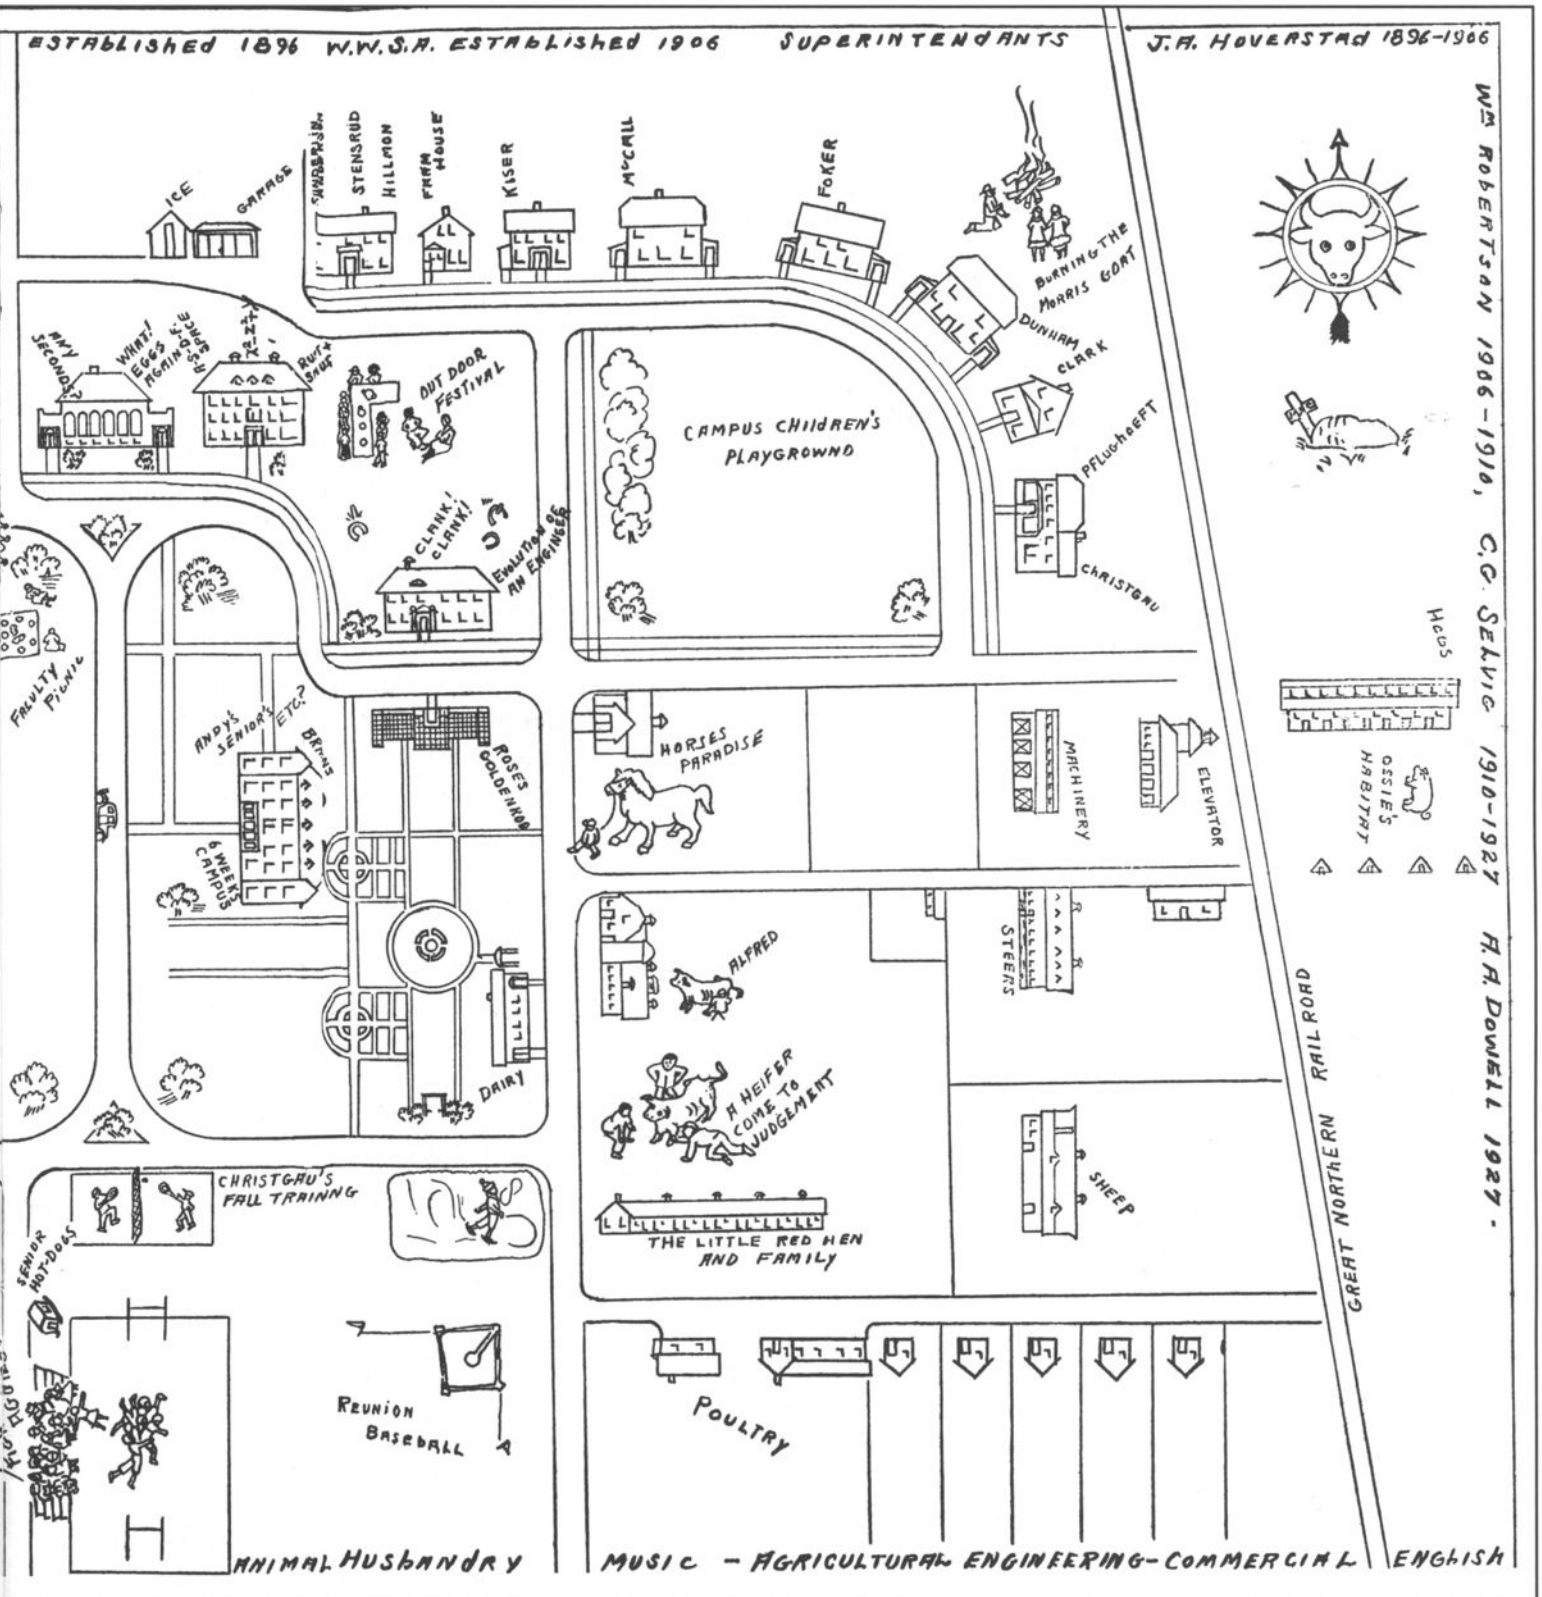 ESTABLISHED 1896 W.W.S.A. ESTABLISHED 1906 SUPERINTENDANTS J.A. HOVERSTAD 1896-1906
WM ROBERTSON 1906-1910, C.G. SELVIG 1910-1927 A.A. DOWELL 1927-
ICE
GARAGE
STENSRUD
HILLMON
FARM
HOUSE
KISER
McCALL
FOKER
BURNING THE
MORRIS GOAT
DUNHAM
CLARK
PFLUGHOEFT
CHRISTGAU
ANY
SECONDS?
WHAT!
EGGS
AGAIN-
OUT DOOR
FESTIVAL
CLANK!
CLANK!
EVOLUTION OF
AN ENGINEER
CAMPUS CHILDREN'S
PLAYGROWND
FACULTY
PICNIC
ANDY'S
SENIOR'S
ETC?
BRAINS
6 WEEKS
CAMPUS
ROSES
GOLDENROD
HORSES
PARADISE
MACHINERY
ELEVATOR
HOGS
OSSIE'S
HABITAT
ALFRED
STEERS
DAIRY
A HEIFER
COME TO
JUDGEMENT
SHEEP
THE LITTLE RED HEN
AND FAMILY
GREAT NORTHERN RAILROAD
CHRISTGAU'S
FALL TRAINNG
SENIOR
HOT-DOGS
REUNION
BASEBALL
POULTRY
ANIMAL HUSBANDRY MUSIC - AGRICULTURAL ENGINEERING-COMMERCIAL ENGLISH